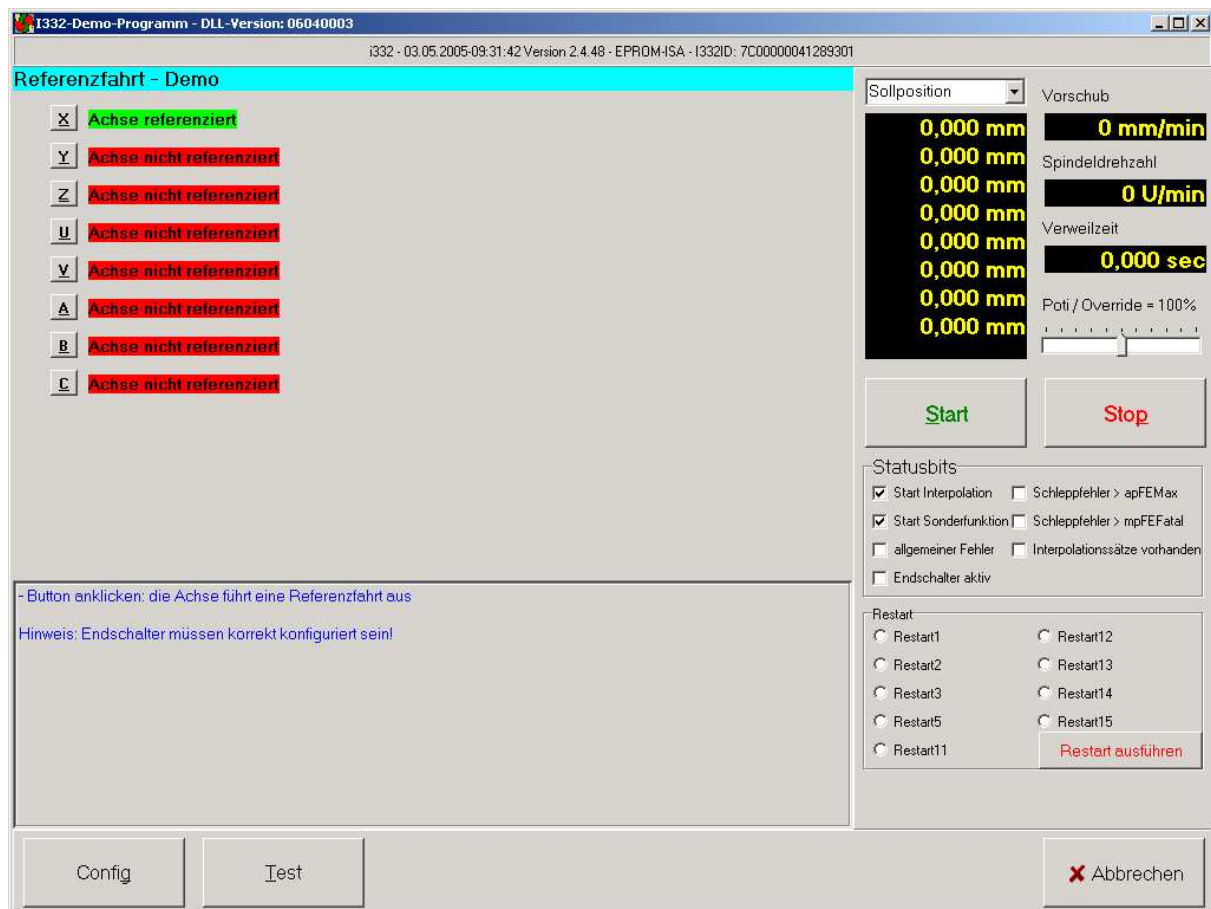 I332-Demo-Programm - DLL-Version: 06040003
i332 - 03.05.2005-09:31:42 Version 2.4.48 - EPROM-ISA - I332ID: 7C00000041289301
Referenzfahrt - Demo
X Achse referenziert
Y Achse nicht referenziert
Z Achse nicht referenziert
U Achse nicht referenziert
V Achse nicht referenziert
A Achse nicht referenziert
B Achse nicht referenziert
C Achse nicht referenziert
- Button anklicken: die Achse führt eine Referenzfahrt aus
Hinweis: Endschalter müssen korrekt konfiguriert sein!
Sollposition
0,000 mm
0,000 mm
0,000 mm
0,000 mm
0,000 mm
0,000 mm
0,000 mm
0,000 mm
Vorschub
0 mm/min
Spindeldrehzahl
0 U/min
Verweilzeit
0,000 sec
Poti / Override = 100%
Start
Stop
Statusbits
Start Interpolation
Schleppfehler > apFEMax
Start Sonderfunktion
Schleppfehler > mpFEFatal
allgemeiner Fehler
Interpolationssätze vorhanden
Endschalter aktiv
Restart
Restart1
Restart12
Restart2
Restart13
Restart3
Restart14
Restart5
Restart15
Restart11
Restart ausführen
Config
Test
Abbrechen